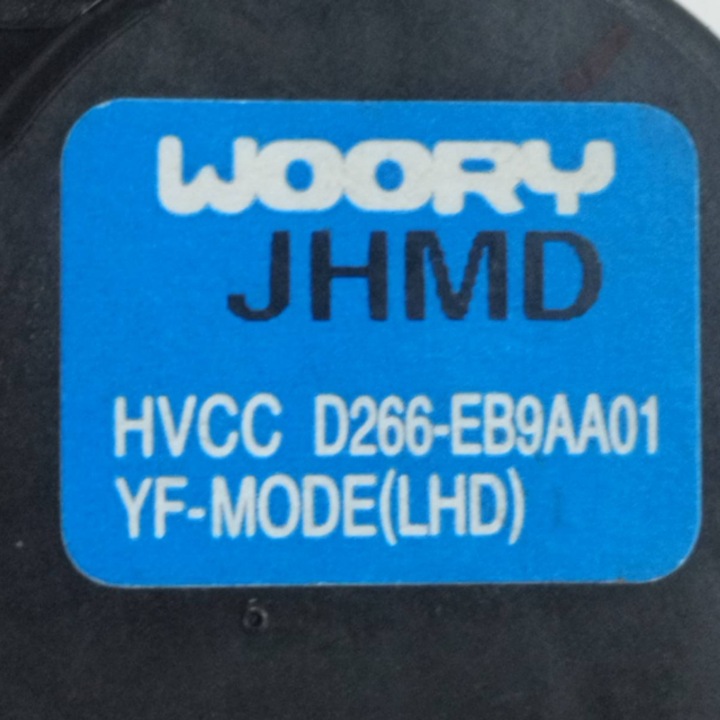 WOORY
JHMD
HVCC D266-EB9AA01
YF-MODE(LHD)